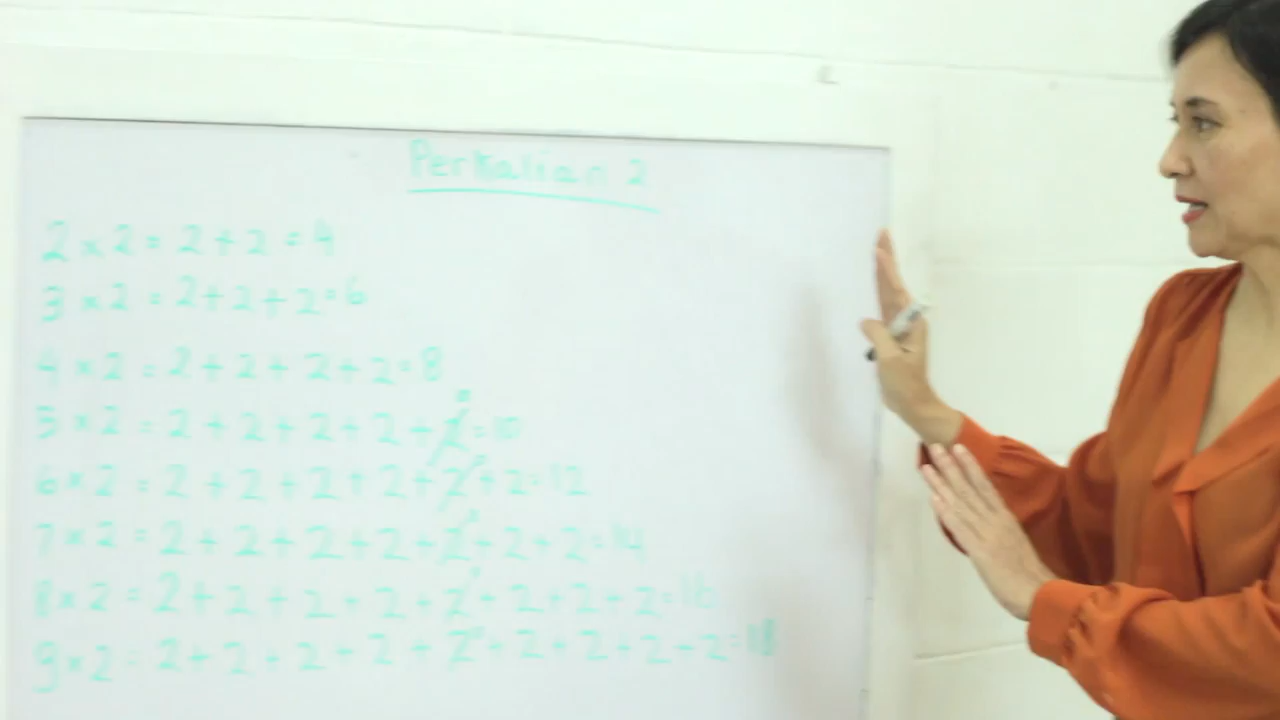 Perkalian 2
2 x 2 = 2 + 2 = 4
3 x 2 = 2 + 2 + 2 = 6
4 x 2 = 2 + 2 + 2 + 2 = 8
5 x 2 = 2 + 2 + 2 + 2 + 2 = 10
6 x 2 = 2 + 2 + 2 + 2 + 2 + 2 = 12
7 x 2 = 2 + 2 + 2 + 2 + 2 + 2 + 2 = 14
8 x 2 = 2 + 2 + 2 + 2 + 2 + 2 + 2 + 2 = 16
9 x 2 = 2 + 2 + 2 + 2 + 2 + 2 + 2 + 2 + 2 = 18